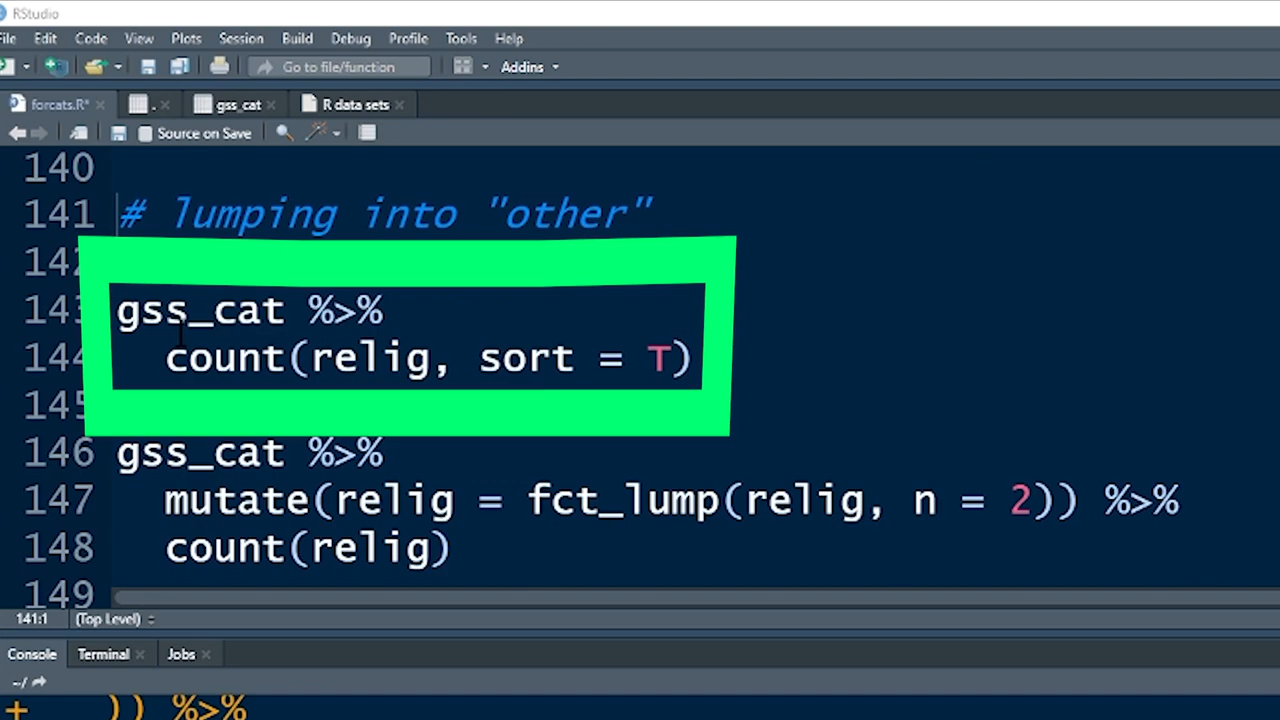 RStudio
File Edit Code View Plots Session Build Debug Profile Tools Help
Go to file/function Addins
forcats.R* . gss_cat R data sets
Source on Save
140
141 # lumping into "other"
142
143 gss_cat %>%
144 count(relig, sort = T)
145
146 gss_cat %>%
147 mutate(relig = fct_lump(relig, n = 2)) %>%
148 count(relig)
149
141:1 (Top Level)
Console Terminal Jobs
~/
+ )) %>%